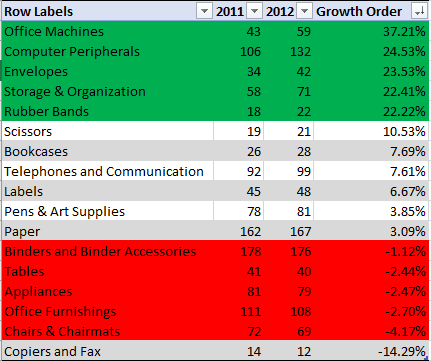 Row Labels 2011 2012 Growth Order
Office Machines 43 59 37.21%
Computer Peripherals 106 132 24.53%
Envelopes 34 42 23.53%
Storage & Organization 58 71 22.41%
Rubber Bands 18 22 22.22%
Scissors 19 21 10.53%
Bookcases 26 28 7.69%
Telephones and Communication 92 99 7.61%
Labels 45 48 6.67%
Pens & Art Supplies 78 81 3.85%
Paper 162 167 3.09%
Binders and Binder Accessories 178 176 -1.12%
Tables 41 40 -2.44%
Appliances 81 79 -2.47%
Office Furnishings 111 108 -2.70%
Chairs & Chairmats 72 69 -4.17%
Copiers and Fax 14 12 -14.29%